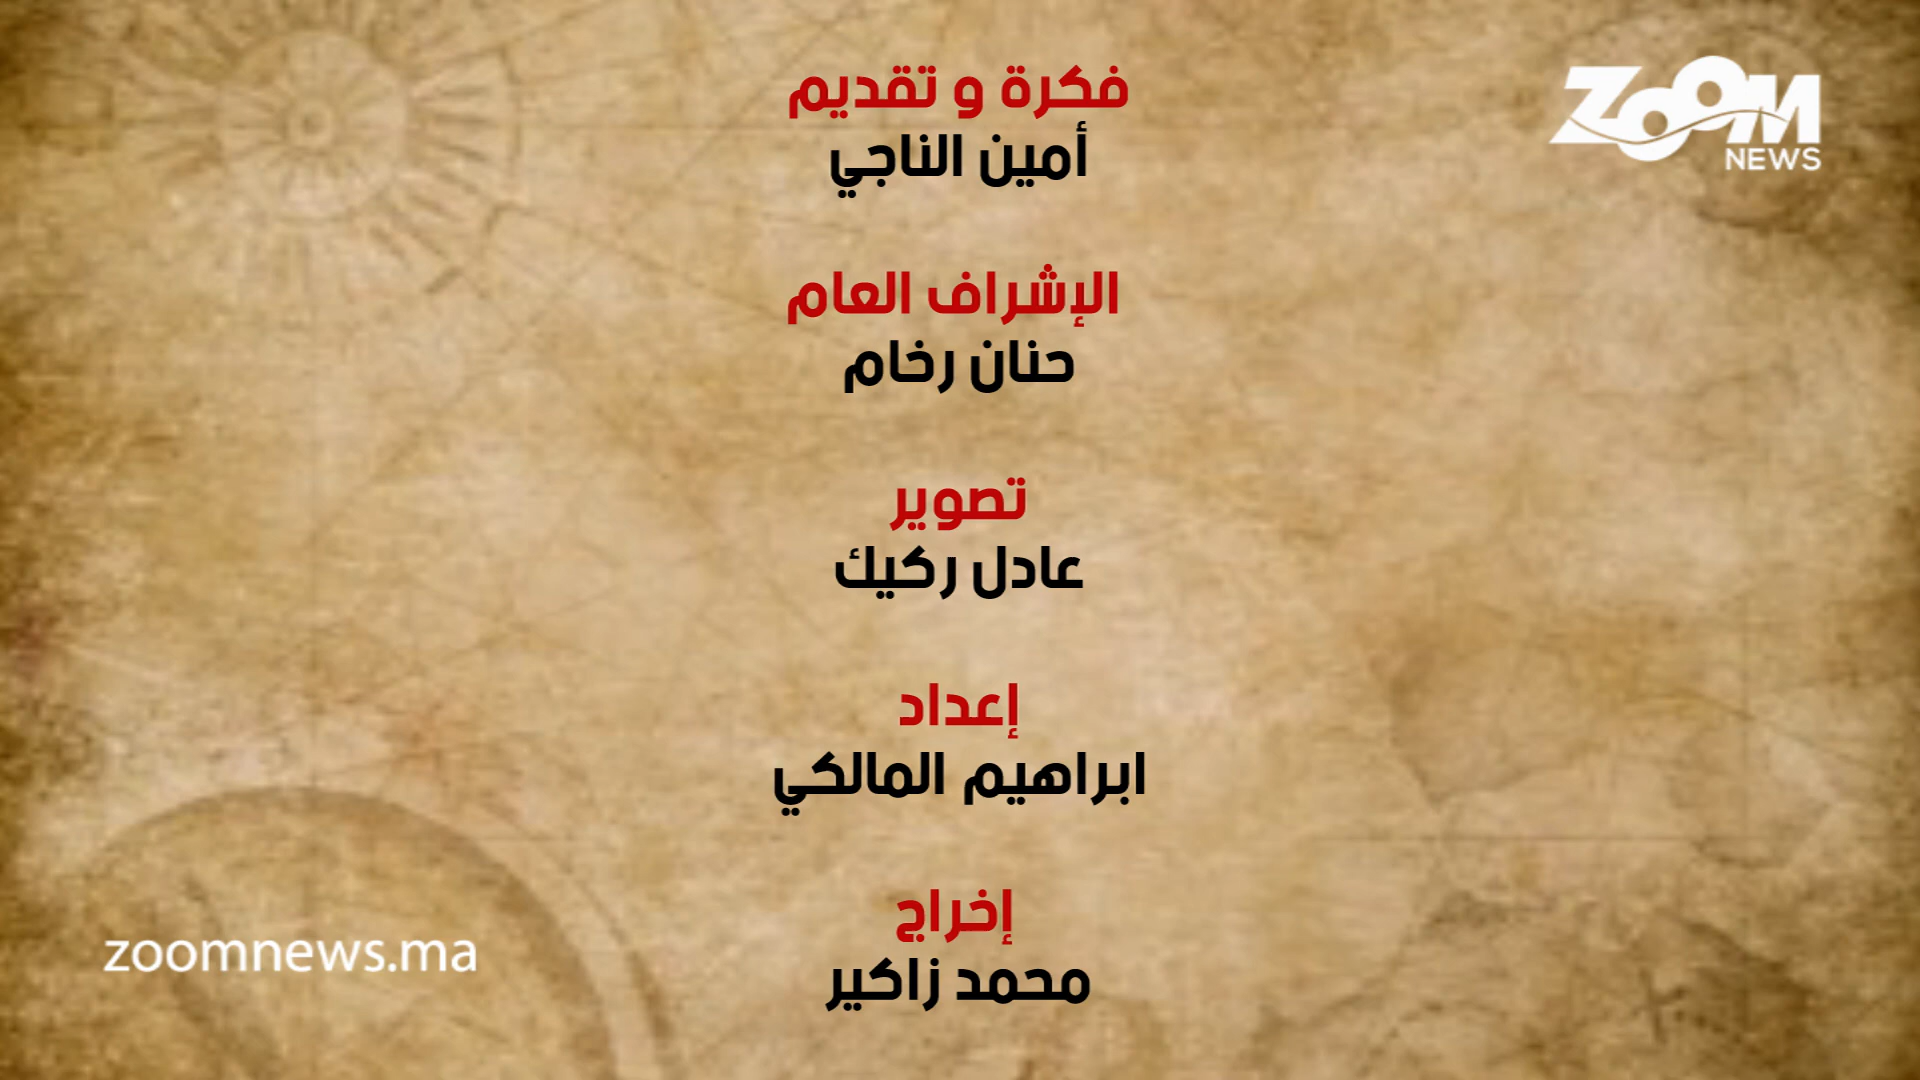 فكرة و تقديم
أمين الناجي
ZOOM
NEWS
الإشراف العام
حنان رخام
تصوير
عادل ركيك
إعداد
ابراهيم المالكي
إخراج
محمد زاكير
zoomnews.ma